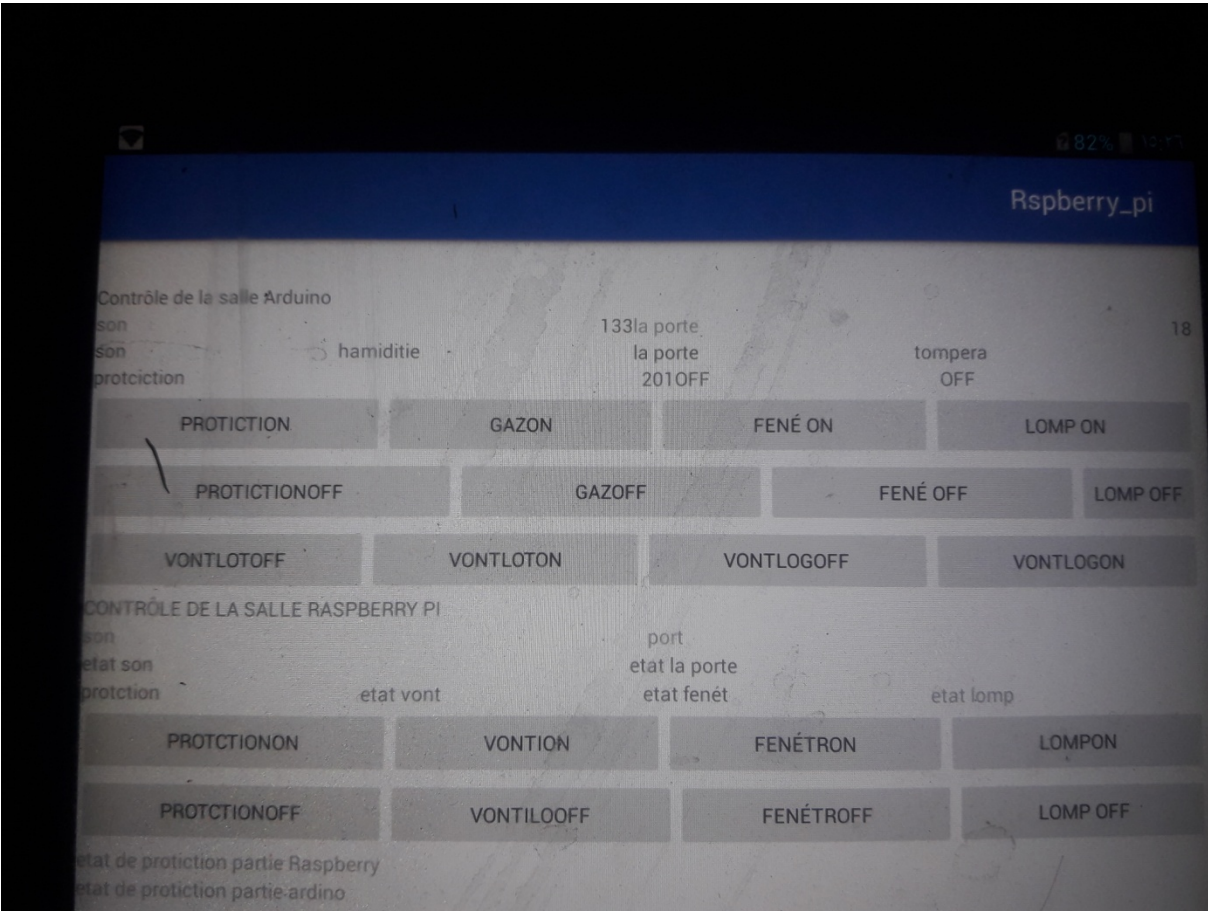 82% ١٥:٢٦
Rspberry_pi
Contrôle de la salle Arduino
son 133la porte 18
son hamiditie la porte tompera
protciction 201OFF OFF
PROTICTION GAZON FENÉ ON LOMP ON
PROTICTIONOFF GAZOFF FENÉ OFF LOMP OFF
VONTLOTOFF VONTLOTON VONTLOGOFF VONTLOGON
CONTRÔLE DE LA SALLE RASPBERRY PI
son port
etat son etat la porte
protction etat vont etat fenét etat lomp
PROTCTIONON VONTION FENÉTRON LOMPON
PROTCTIONOFF VONTILOOFF FENÉTROFF LOMP OFF
etat de protiction partie Raspberry
etat de protiction partie ardino